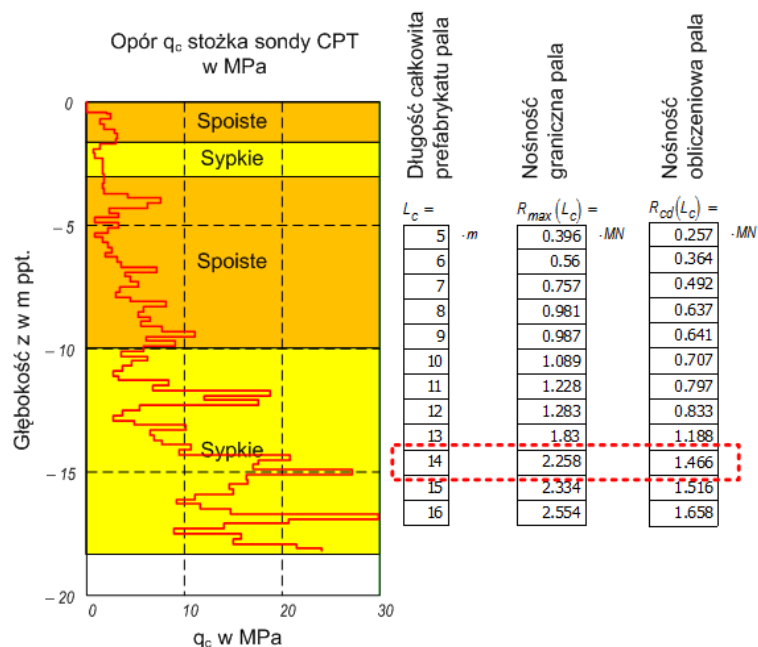 Opór qc stożka sondy CPT
w MPa
Głębokość z w m ppt.
0
– 5
– 10
– 15
– 20
Spoiste
Sypkie
Spoiste
Sypkie
0 10 20 30
qc w MPa
Długość całkowita
prefabrykatu pala
Nośność
graniczna pala
Nośność
obliczeniowa pala
Lc = Rmax(Lc) = Rcd(Lc) =
5 ·m 0.396 ·MN 0.257 ·MN
6 0.56 0.364
7 0.757 0.492
8 0.981 0.637
9 0.987 0.641
10 1.089 0.707
11 1.228 0.797
12 1.283 0.833
13 1.83 1.188
14 2.258 1.466
15 2.334 1.516
16 2.554 1.658